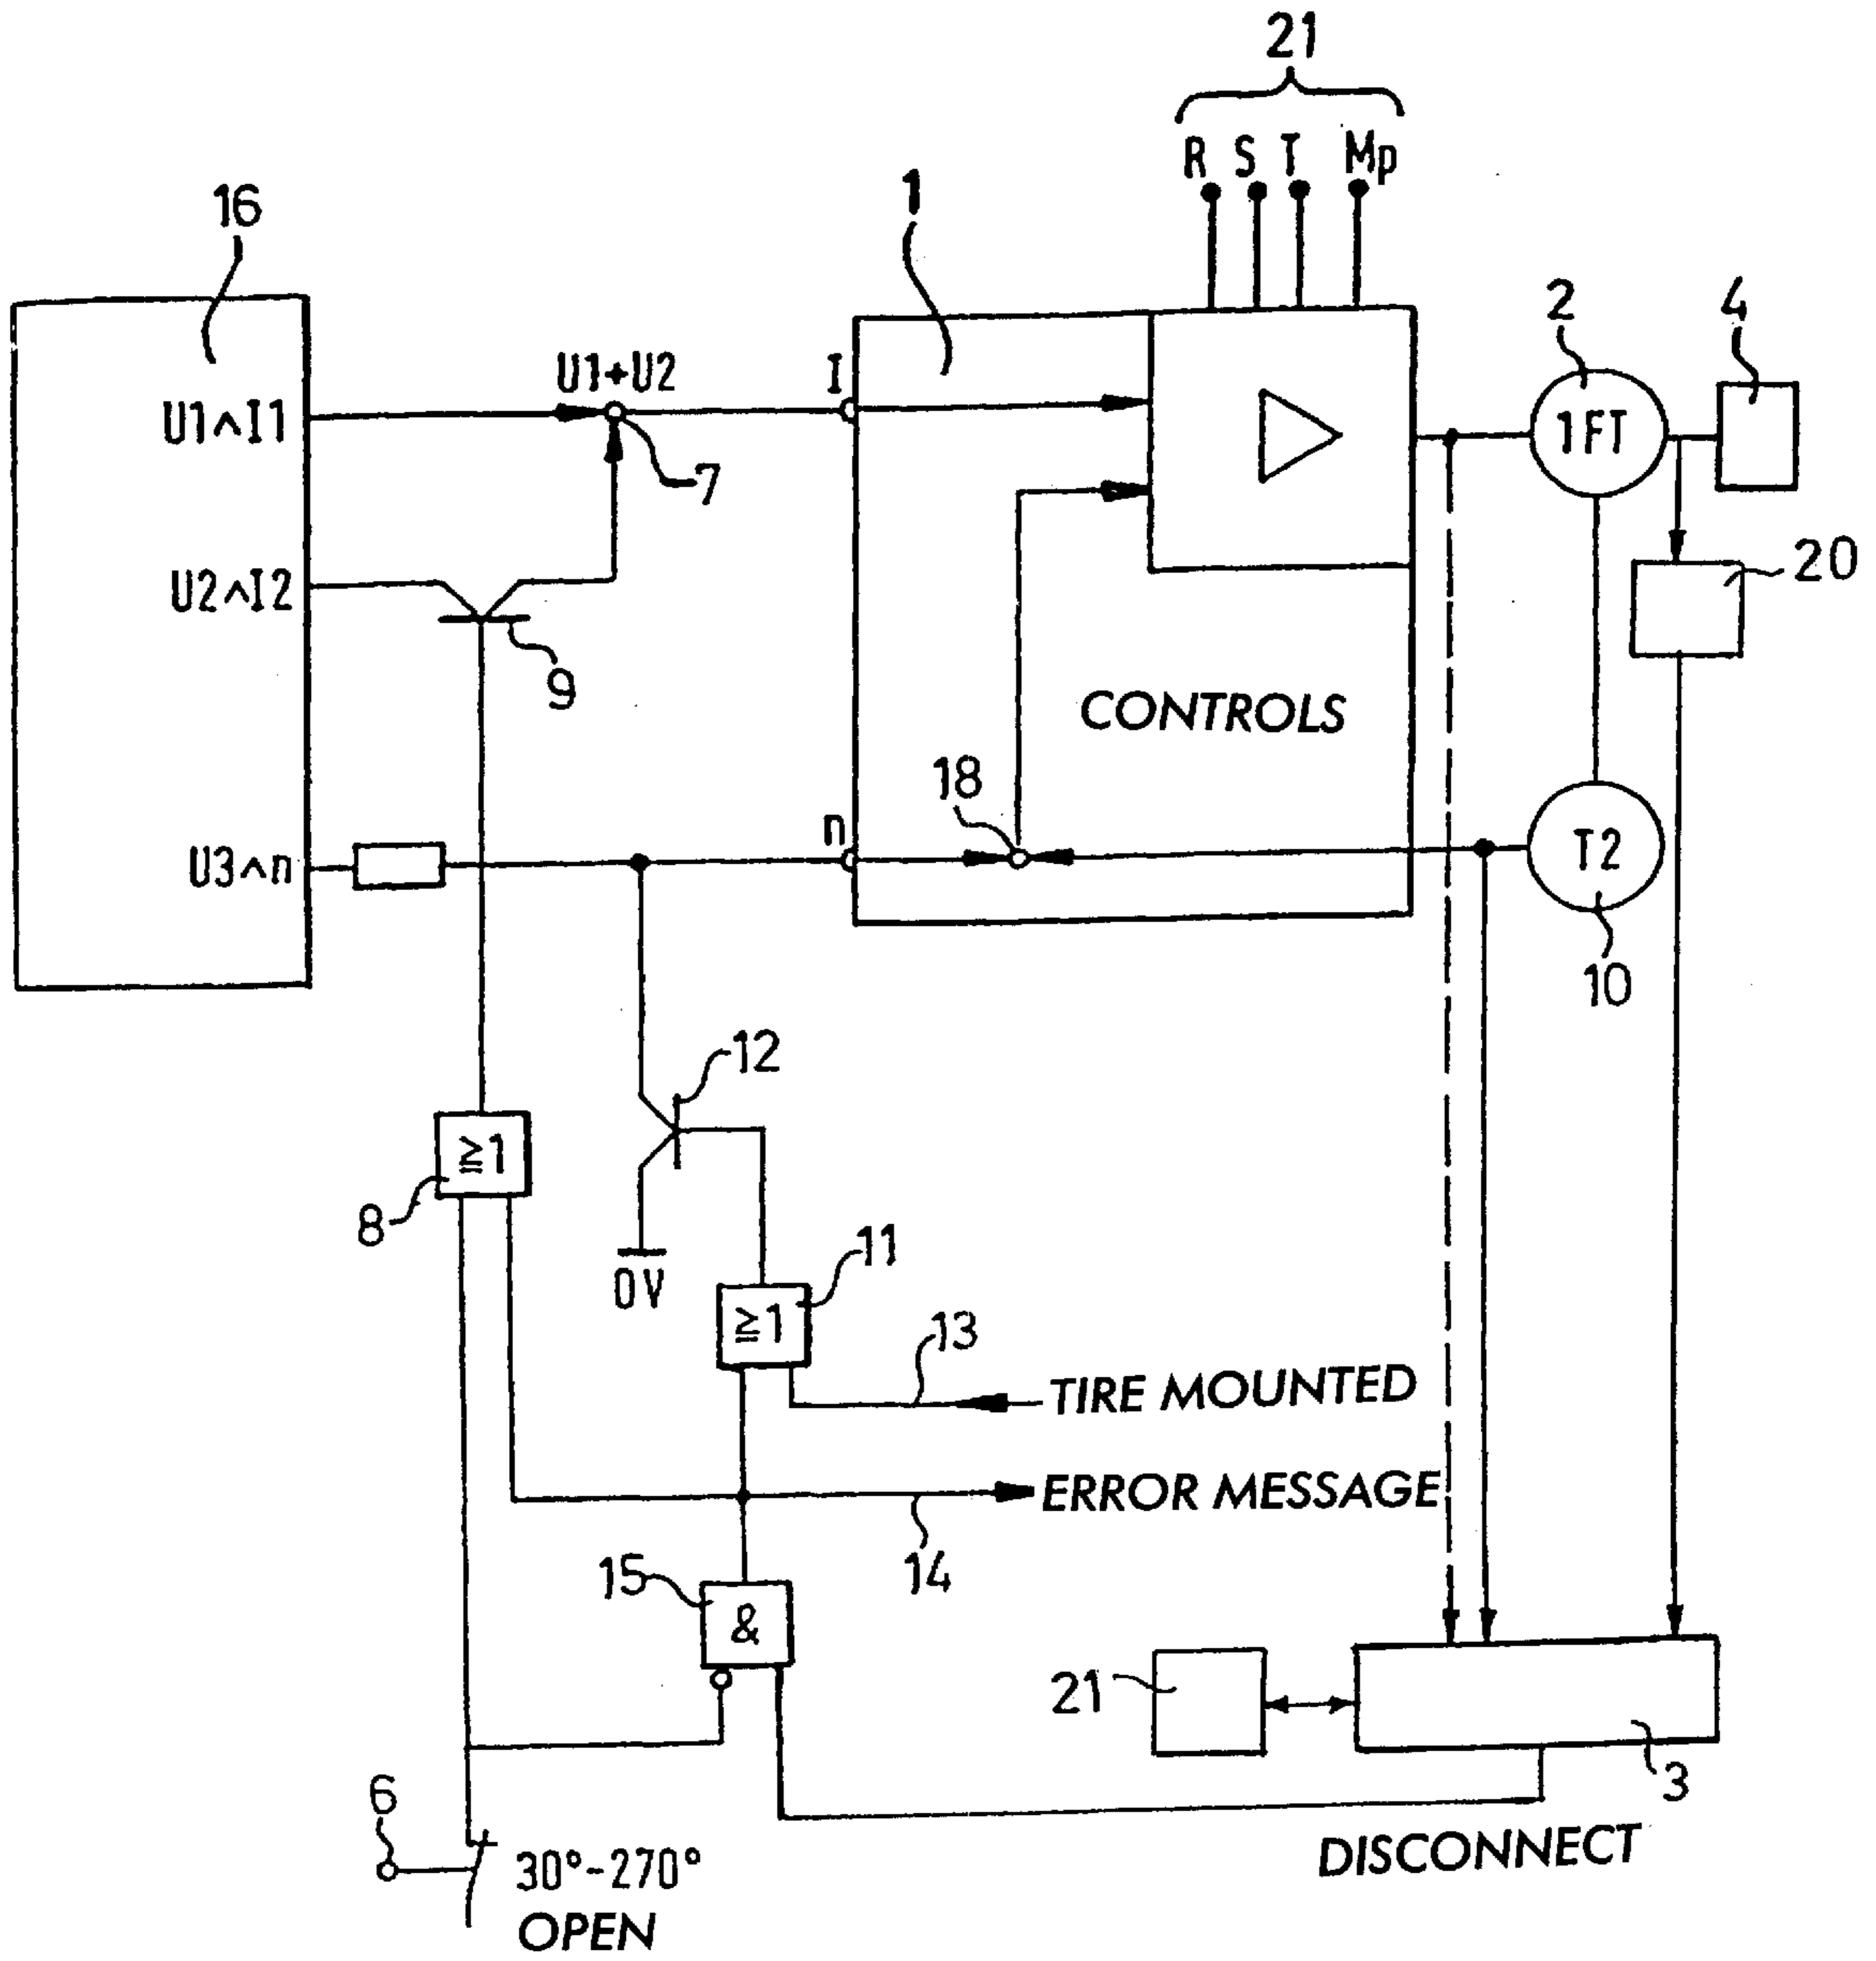 21
R S T Mp
16
1
2
4
U1+U2
I
U1∧I1
1FT
7
20
U2∧I2
9
CONTROLS
18
n
U3∧n
T2
10
12
≥1
8
0V
11
≥1
13
TIRE MOUNTED
ERROR MESSAGE
14
15
&
21
3
6
30°-270°
OPEN
DISCONNECT